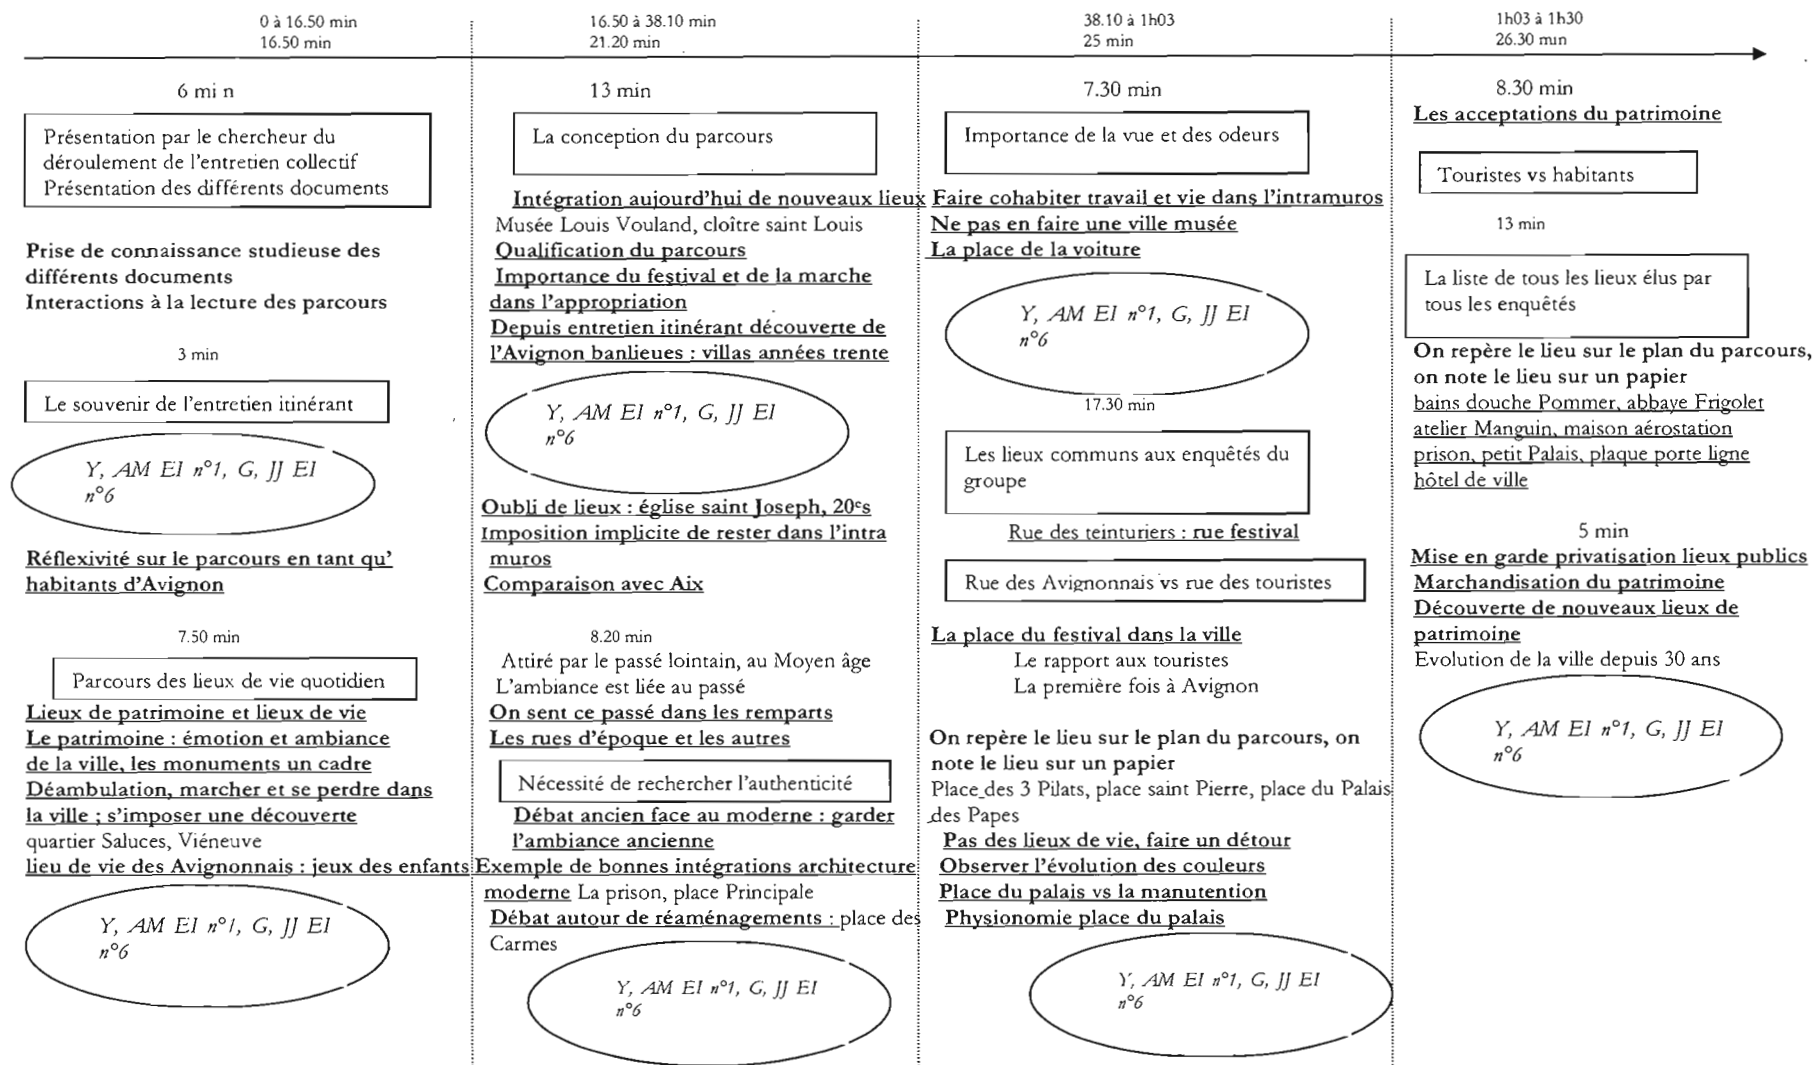 0 à 16.50 min
16.50 min
6 mi n
Présentation par le chercheur du
déroulement de l'entretien collectif
Présentation des différents documents
Prise de connaissance studieuse des
différents documents
Interactions à la lecture des parcours
3 min
Le souvenir de l'entretien itinérant
Y, AM EI n°1, G, JJ EI
n°6
Réflexivité sur le parcours en tant qu'
habitants d'Avignon
7.50 min
Parcours des lieux de vie quotidien
Lieux de patrimoine et lieux de vie
Le patrimoine : émotion et ambiance
de la ville, les monuments un cadre
Déambulation, marcher et se perdre dans
la ville ; s'imposer une découverte
quartier Saluces, Viéneuve
lieu de vie des Avignonnais : jeux des enfants
Y, AM EI n°1, G, JJ EI
n°6
16.50 à 38.10 min
21.20 min
13 min
La conception du parcours
Intégration aujourd'hui de nouveaux lieux
Musée Louis Vouland, cloître saint Louis
Qualification du parcours
Importance du festival et de la marche
dans l'appropriation
Depuis entretien itinérant découverte de
l'Avignon banlieues : villas années trente
Y, AM EI n°1, G, JJ EI
n°6
Oubli de lieux : église saint Joseph, 20ᵉs
Imposition implicite de rester dans l'intra
muros
Comparaison avec Aix
8.20 min
Attiré par le passé lointain, au Moyen âge
L'ambiance est liée au passé
On sent ce passé dans les remparts
Les rues d'époque et les autres
Nécessité de rechercher l'authenticité
Débat ancien face au moderne : garder
l'ambiance ancienne
Exemple de bonnes intégrations architecture
moderne La prison, place Principale
Débat autour de réaménagements : place des
Carmes
Y, AM EI n°1, G, JJ EI
n°6
38.10 à 1h03
25 min
7.30 min
Importance de la vue et des odeurs
Faire cohabiter travail et vie dans l'intramuros
Ne pas en faire une ville musée
La place de la voiture
Y, AM EI n°1, G, JJ EI
n°6
17.30 min
Les lieux communs aux enquêtés du
groupe
Rue des teinturiers : rue festival
Rue des Avignonnais vs rue des touristes
La place du festival dans la ville
Le rapport aux touristes
La première fois à Avignon
On repère le lieu sur le plan du parcours, on
note le lieu sur un papier
Place des 3 Pilats, place saint Pierre, place du Palais
des Papes
Pas des lieux de vie, faire un détour
Observer l'évolution des couleurs
Place du palais vs la manutention
Physionomie place du palais
Y, AM EI n°1, G, JJ EI
n°6
1h03 à 1h30
26.30 min
8.30 min
Les acceptations du patrimoine
Touristes vs habitants
13 min
La liste de tous les lieux élus par
tous les enquêtés
On repère le lieu sur le plan du parcours,
on note le lieu sur un papier
bains douche Pommer, abbaye Frigolet
atelier Manguin, maison aérostation
prison, petit Palais, plaque porte ligne
hôtel de ville
5 min
Mise en garde privatisation lieux publics
Marchandisation du patrimoine
Découverte de nouveaux lieux de
patrimoine
Evolution de la ville depuis 30 ans
Y, AM EI n°1, G, JJ EI
n°6